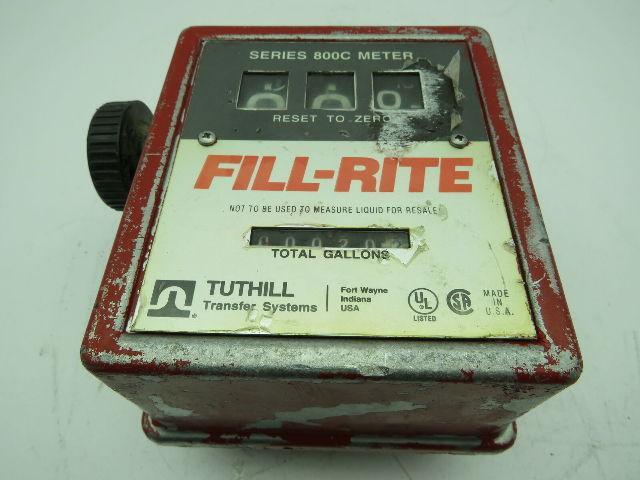 SERIES 800C METER
RESET TO ZERO
FILL-RITE
NOT TO BE USED TO MEASURE LIQUID FOR RESALE
TOTAL GALLONS
TUTHILL
Transfer Systems
Fort Wayne
Indiana
USA
®
UL
LISTED
SA
MADE
IN
U.S.A.